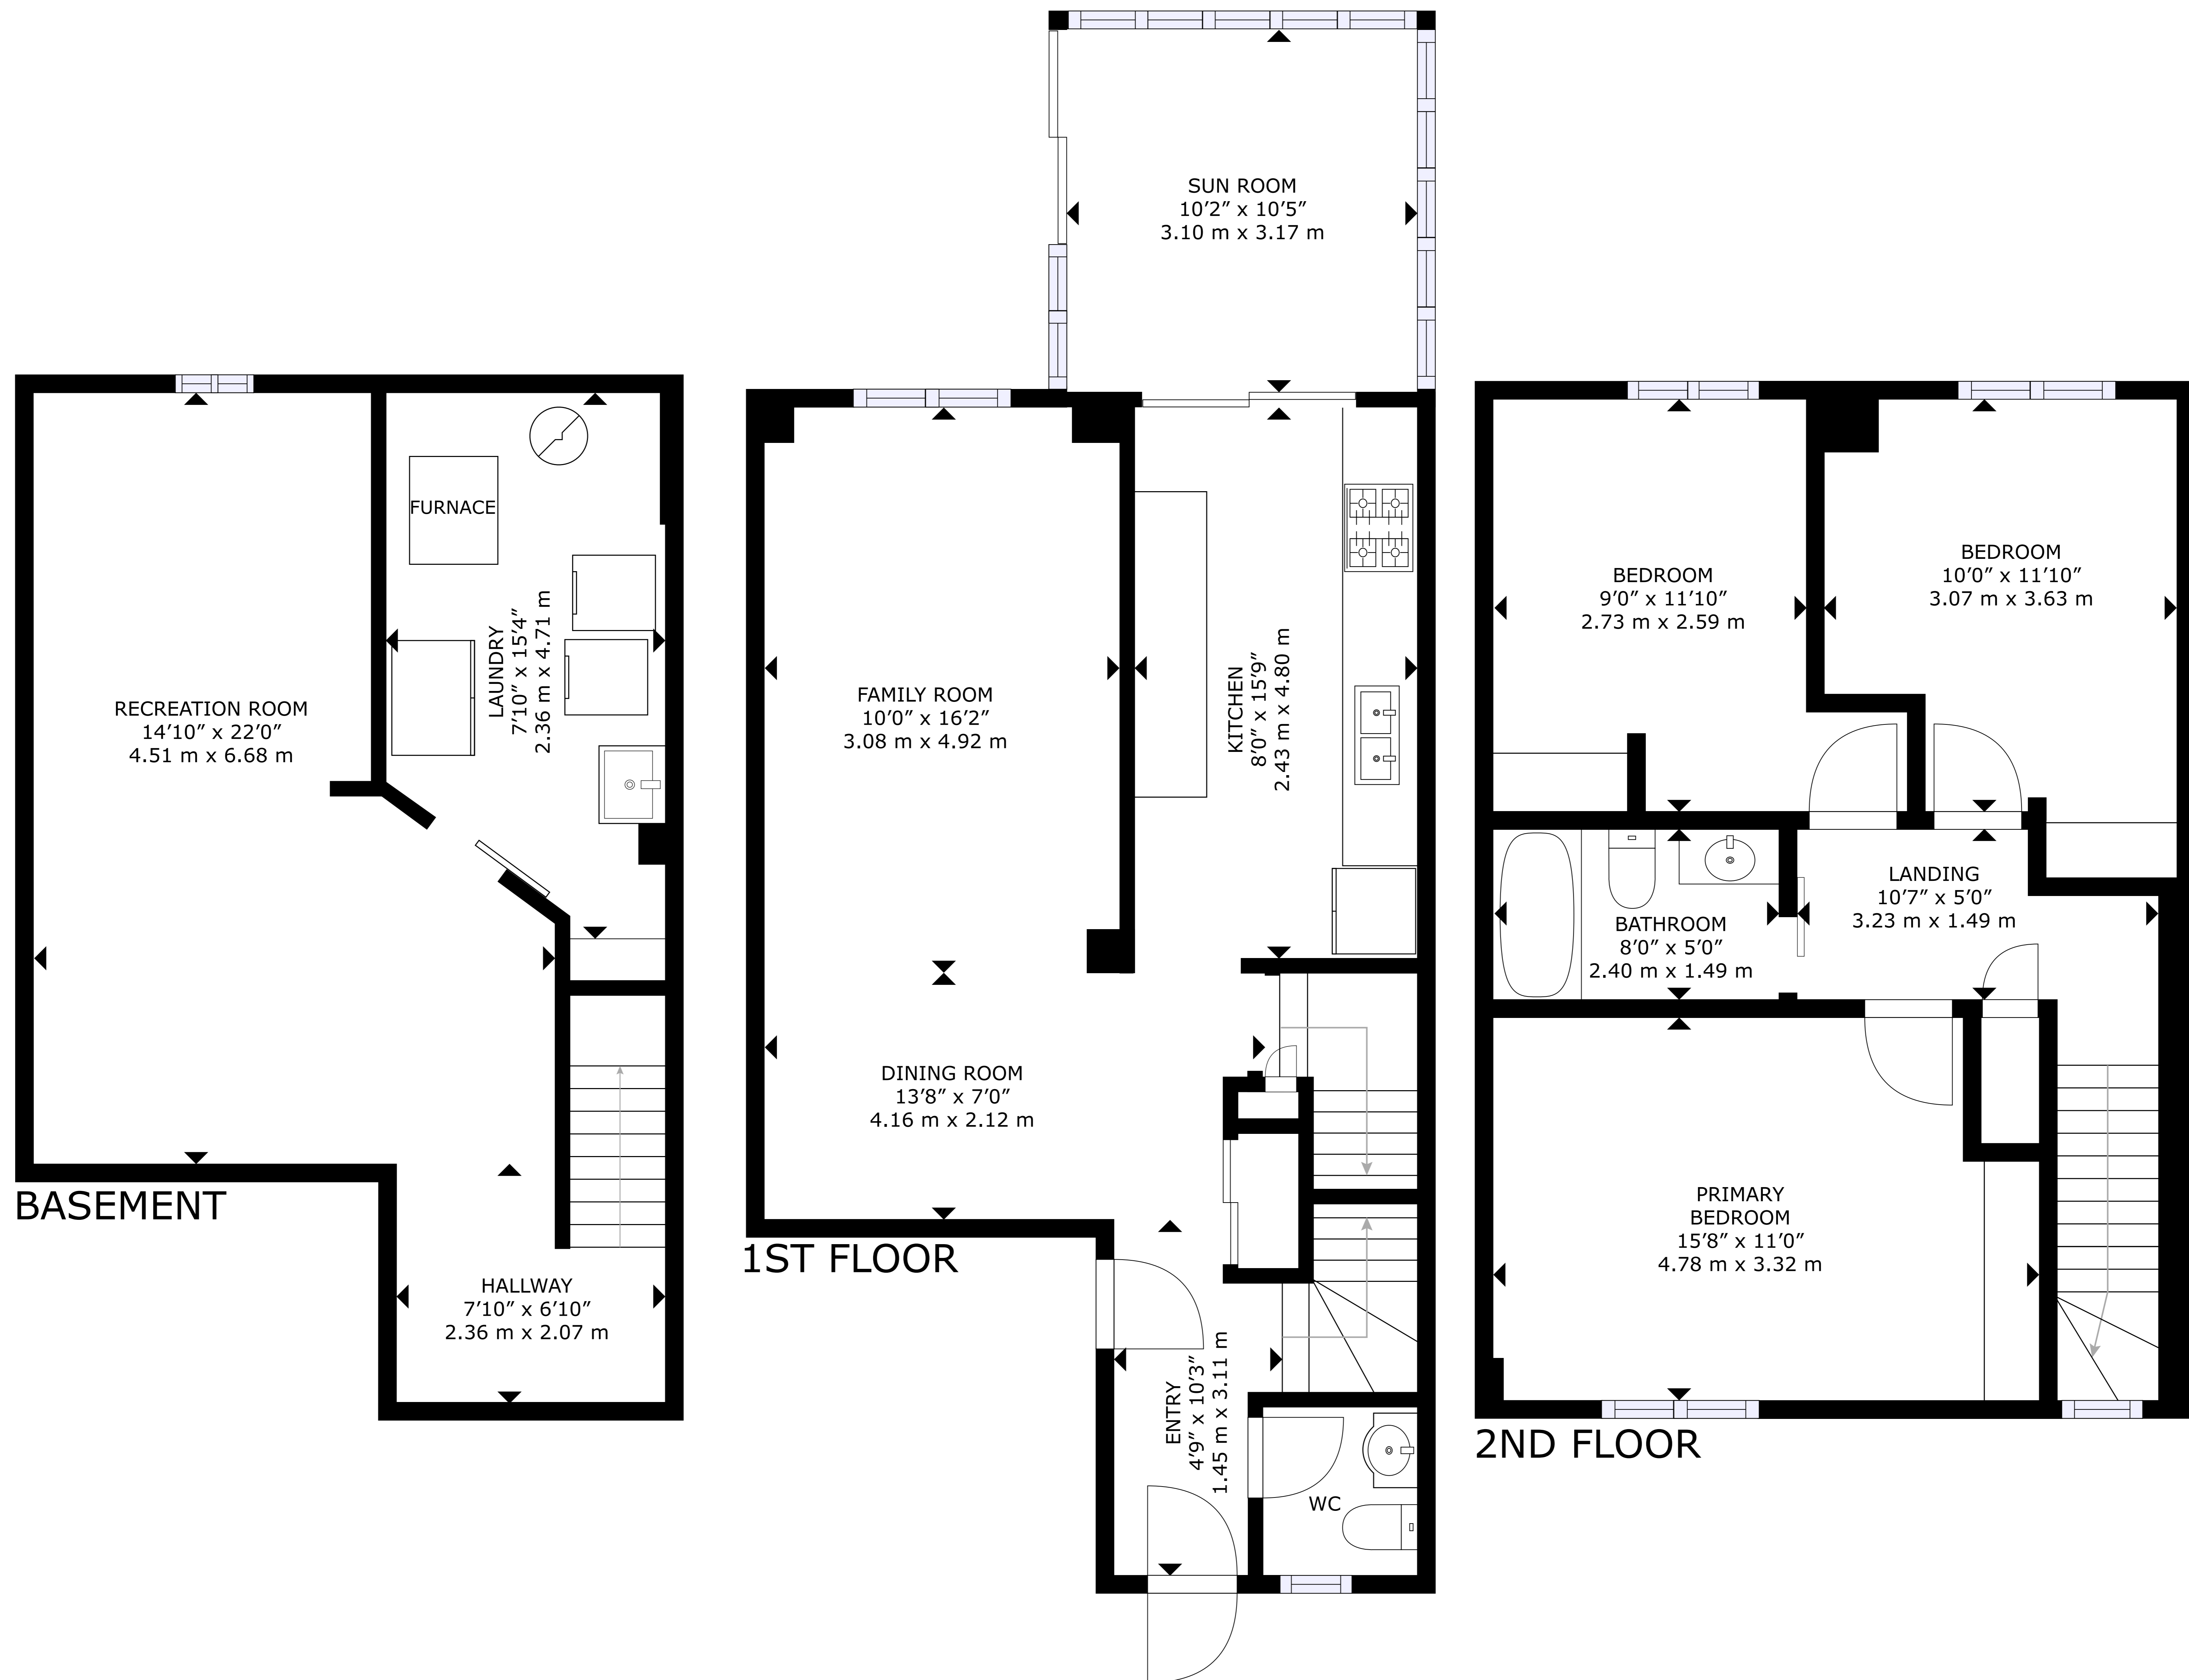 SUN ROOM
10'2" x 10'5"
3.10 m x 3.17 m
FURNACE
LAUNDRY
7'10" x 15'4"
2.36 m x 4.71 m
RECREATION ROOM
14'10" x 22'0"
4.51 m x 6.68 m
HALLWAY
7'10" x 6'10"
2.36 m x 2.07 m
BASEMENT
FAMILY ROOM
10'0" x 16'2"
3.08 m x 4.92 m
KITCHEN
8'0" x 15'9"
2.43 m x 4.80 m
DINING ROOM
13'8" x 7'0"
4.16 m x 2.12 m
ENTRY
4'9" x 10'3"
1.45 m x 3.11 m
WC
1ST FLOOR
BEDROOM
9'0" x 11'10"
2.73 m x 2.59 m
BEDROOM
10'0" x 11'10"
3.07 m x 3.63 m
BATHROOM
8'0" x 5'0"
2.40 m x 1.49 m
LANDING
10'7" x 5'0"
3.23 m x 1.49 m
PRIMARY
BEDROOM
15'8" x 11'0"
4.78 m x 3.32 m
2ND FLOOR